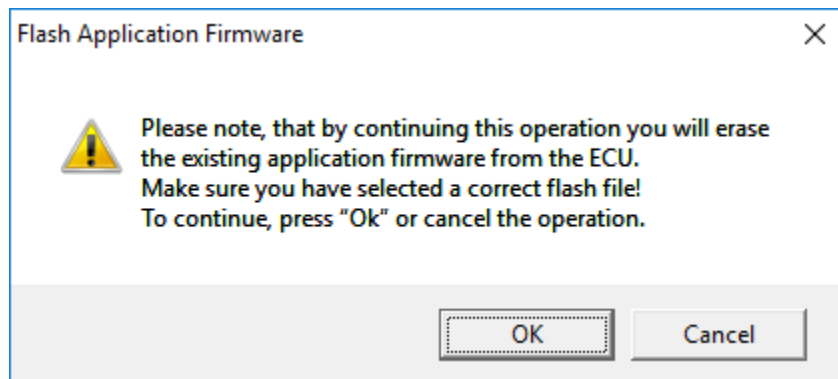 Flash Application Firmware
Please note, that by continuing this operation you will erase
the existing application firmware from the ECU.
Make sure you have selected a correct flash file!
To continue, press “Ok” or cancel the operation.
OK
Cancel